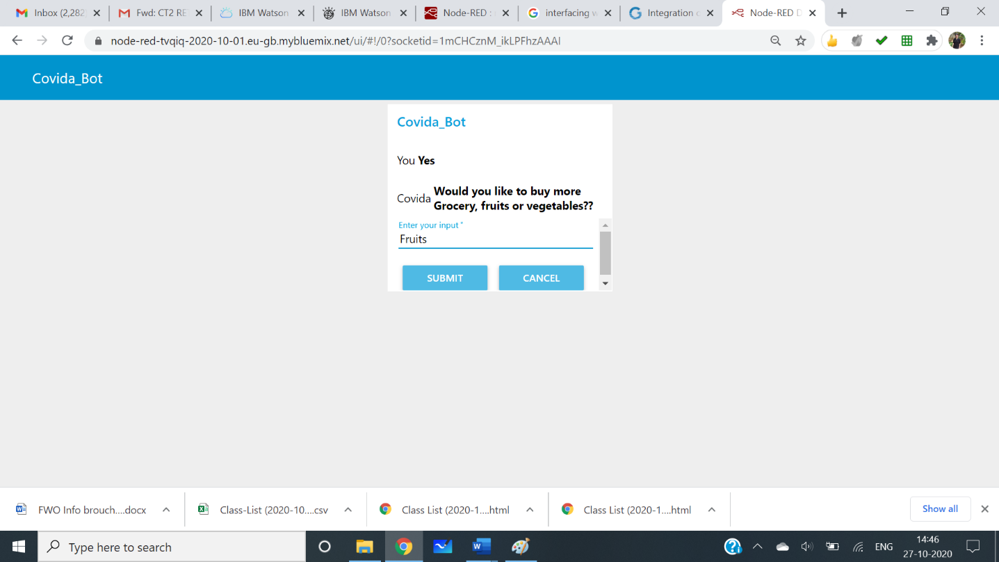 Inbox (2,282
Fwd: CT2 RE
IBM Watson
IBM Watson
Node-RED :
interfacing w
Integration o
Node-RED D
node-red-tvqiq-2020-10-01.eu-gb.mybluemix.net/ui/#!/0?socketid=1mCHCznM_ikLPFhzAAAI
Covida_Bot
Covida_Bot
You Yes
Covida Would you like to buy more
Grocery, fruits or vegetables??
Enter your input *
Fruits
SUBMIT CANCEL
FWO Info brouch....docx
Class-List (2020-10....csv
Class List (2020-1....html
Class List (2020-1....html
Show all
Type here to search
ENG
14:46
27-10-2020